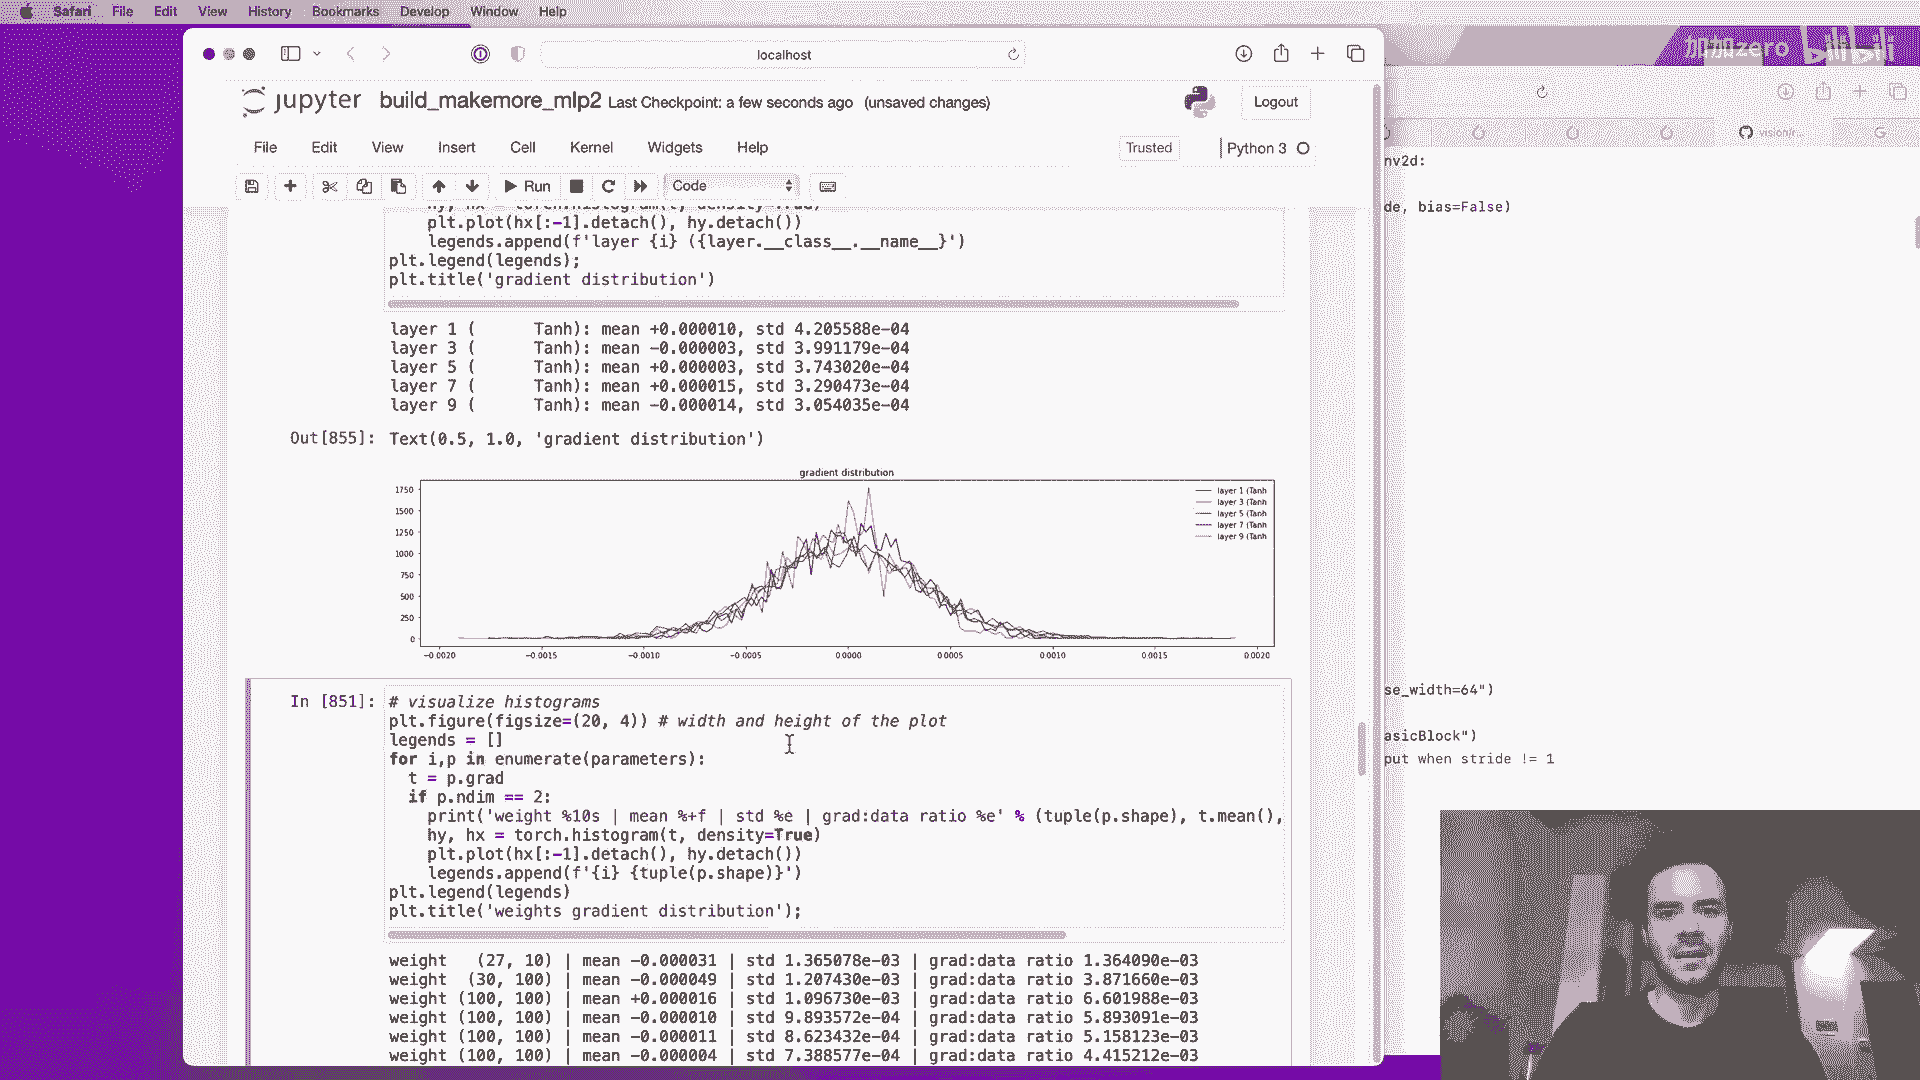 Safari File Edit View History Bookmarks Develop Window Help
加加zero bilibili
localhost
jupyter build_makemore_mlp2 Last Checkpoint: a few seconds ago (unsaved changes)
Logout
File Edit View Insert Cell Kernel Widgets Help
Trusted Python 3
Run Code
plt.plot(hx[:-1].detach(), hy.detach())
legends.append(f'layer {i} ({layer.__class__.__name__}')
plt.legend(legends);
plt.title('gradient distribution')
layer 1 (      Tanh): mean +0.000010, std 4.205588e-04
layer 3 (      Tanh): mean -0.000003, std 3.991179e-04
layer 5 (      Tanh): mean +0.000003, std 3.743020e-04
layer 7 (      Tanh): mean +0.000015, std 3.290473e-04
layer 9 (      Tanh): mean -0.000014, std 3.054035e-04
Out[855]: Text(0.5, 1.0, 'gradient distribution')
gradient distribution
1750
1500
1250
1000
750
500
250
0
-0.0020 -0.0015 -0.0010 -0.0005 0.0000 0.0005 0.0010 0.0015 0.0020
layer 1 (Tanh
layer 3 (Tanh
layer 5 (Tanh
layer 7 (Tanh
layer 9 (Tanh
In [851]: # visualize histograms
plt.figure(figsize=(20, 4)) # width and height of the plot
legends = []
for i,p in enumerate(parameters):
  t = p.grad
  if p.ndim == 2:
    print('weight %10s | mean %+f | std %e | grad:data ratio %e' % (tuple(p.shape), t.mean(),
    hy, hx = torch.histogram(t, density=True)
    plt.plot(hx[:-1].detach(), hy.detach())
    legends.append(f'{i} {tuple(p.shape)}')
plt.legend(legends)
plt.title('weights gradient distribution');
weight   (27, 10) | mean -0.000031 | std 1.365078e-03 | grad:data ratio 1.364090e-03
weight  (30, 100) | mean -0.000049 | std 1.207430e-03 | grad:data ratio 3.871660e-03
weight (100, 100) | mean +0.000016 | std 1.096730e-03 | grad:data ratio 6.601988e-03
weight (100, 100) | mean -0.000010 | std 9.893572e-04 | grad:data ratio 5.893091e-03
weight (100, 100) | mean -0.000011 | std 8.623432e-04 | grad:data ratio 5.158123e-03
weight (100, 100) | mean -0.000004 | std 7.388577e-04 | grad:data ratio 4.415212e-03
vision/r...
nv2d:
de, bias=False)
se_width=64")
asicBlock")
put when stride != 1